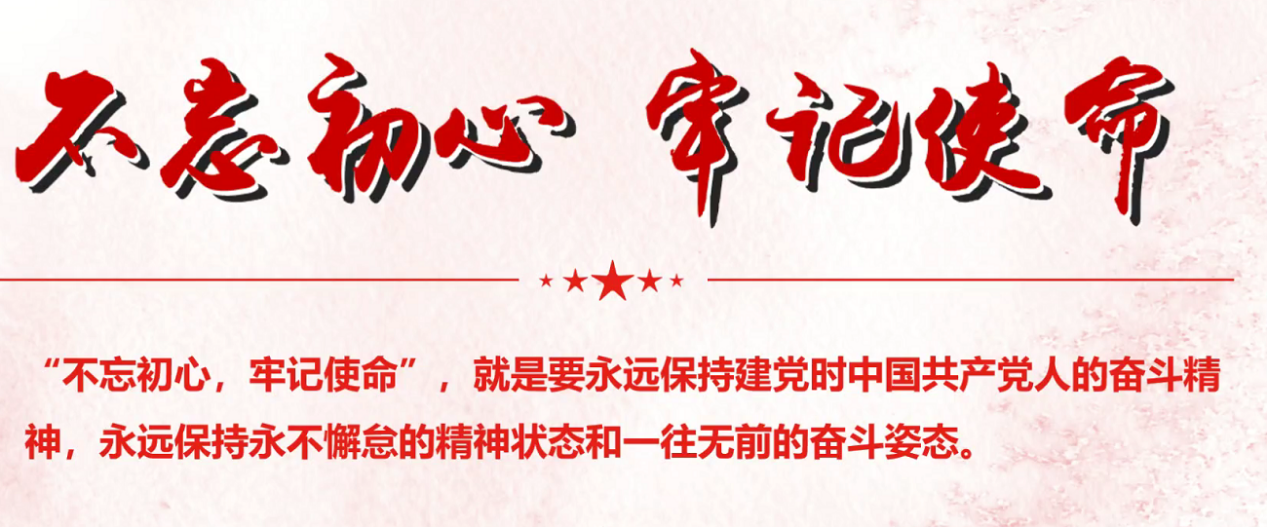 不忘初心 牢记使命
“不忘初心，牢记使命”，就是要永远保持建党时中国共产党人的奋斗精
神，永远保持永不懈怠的精神状态和一往无前的奋斗姿态。